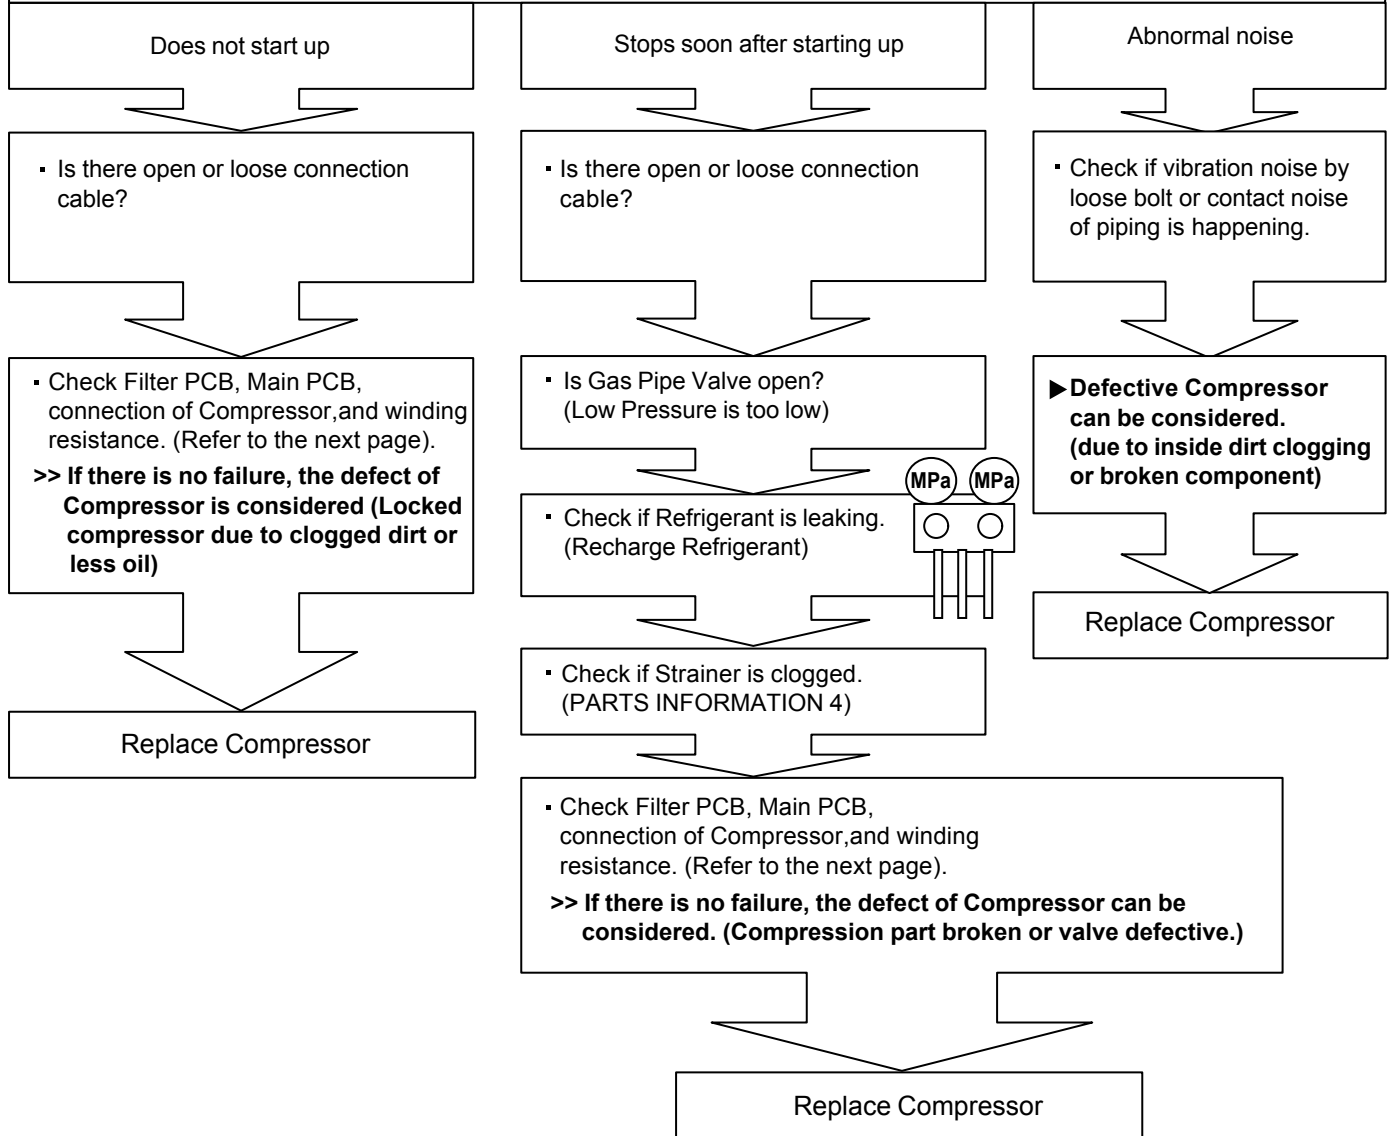 Does not start up
▪ Is there open or loose connection
cable?
▪ Check Filter PCB, Main PCB,
connection of Compressor,and winding
resistance. (Refer to the next page).
>> If there is no failure, the defect of
Compressor is considered (Locked
compressor due to clogged dirt or
less oil)
Replace Compressor
Stops soon after starting up
▪ Is there open or loose connection
cable?
▪ Is Gas Pipe Valve open?
(Low Pressure is too low)
▪ Check if Refrigerant is leaking.
(Recharge Refrigerant)
MPa MPa
▪ Check if Strainer is clogged.
(PARTS INFORMATION 4)
▪ Check Filter PCB, Main PCB,
connection of Compressor,and winding
resistance. (Refer to the next page).
>> If there is no failure, the defect of Compressor can be
considered. (Compression part broken or valve defective.)
Replace Compressor
Abnormal noise
▪ Check if vibration noise by
loose bolt or contact noise
of piping is happening.
▶Defective Compressor
can be considered.
(due to inside dirt clogging
or broken component)
Replace Compressor